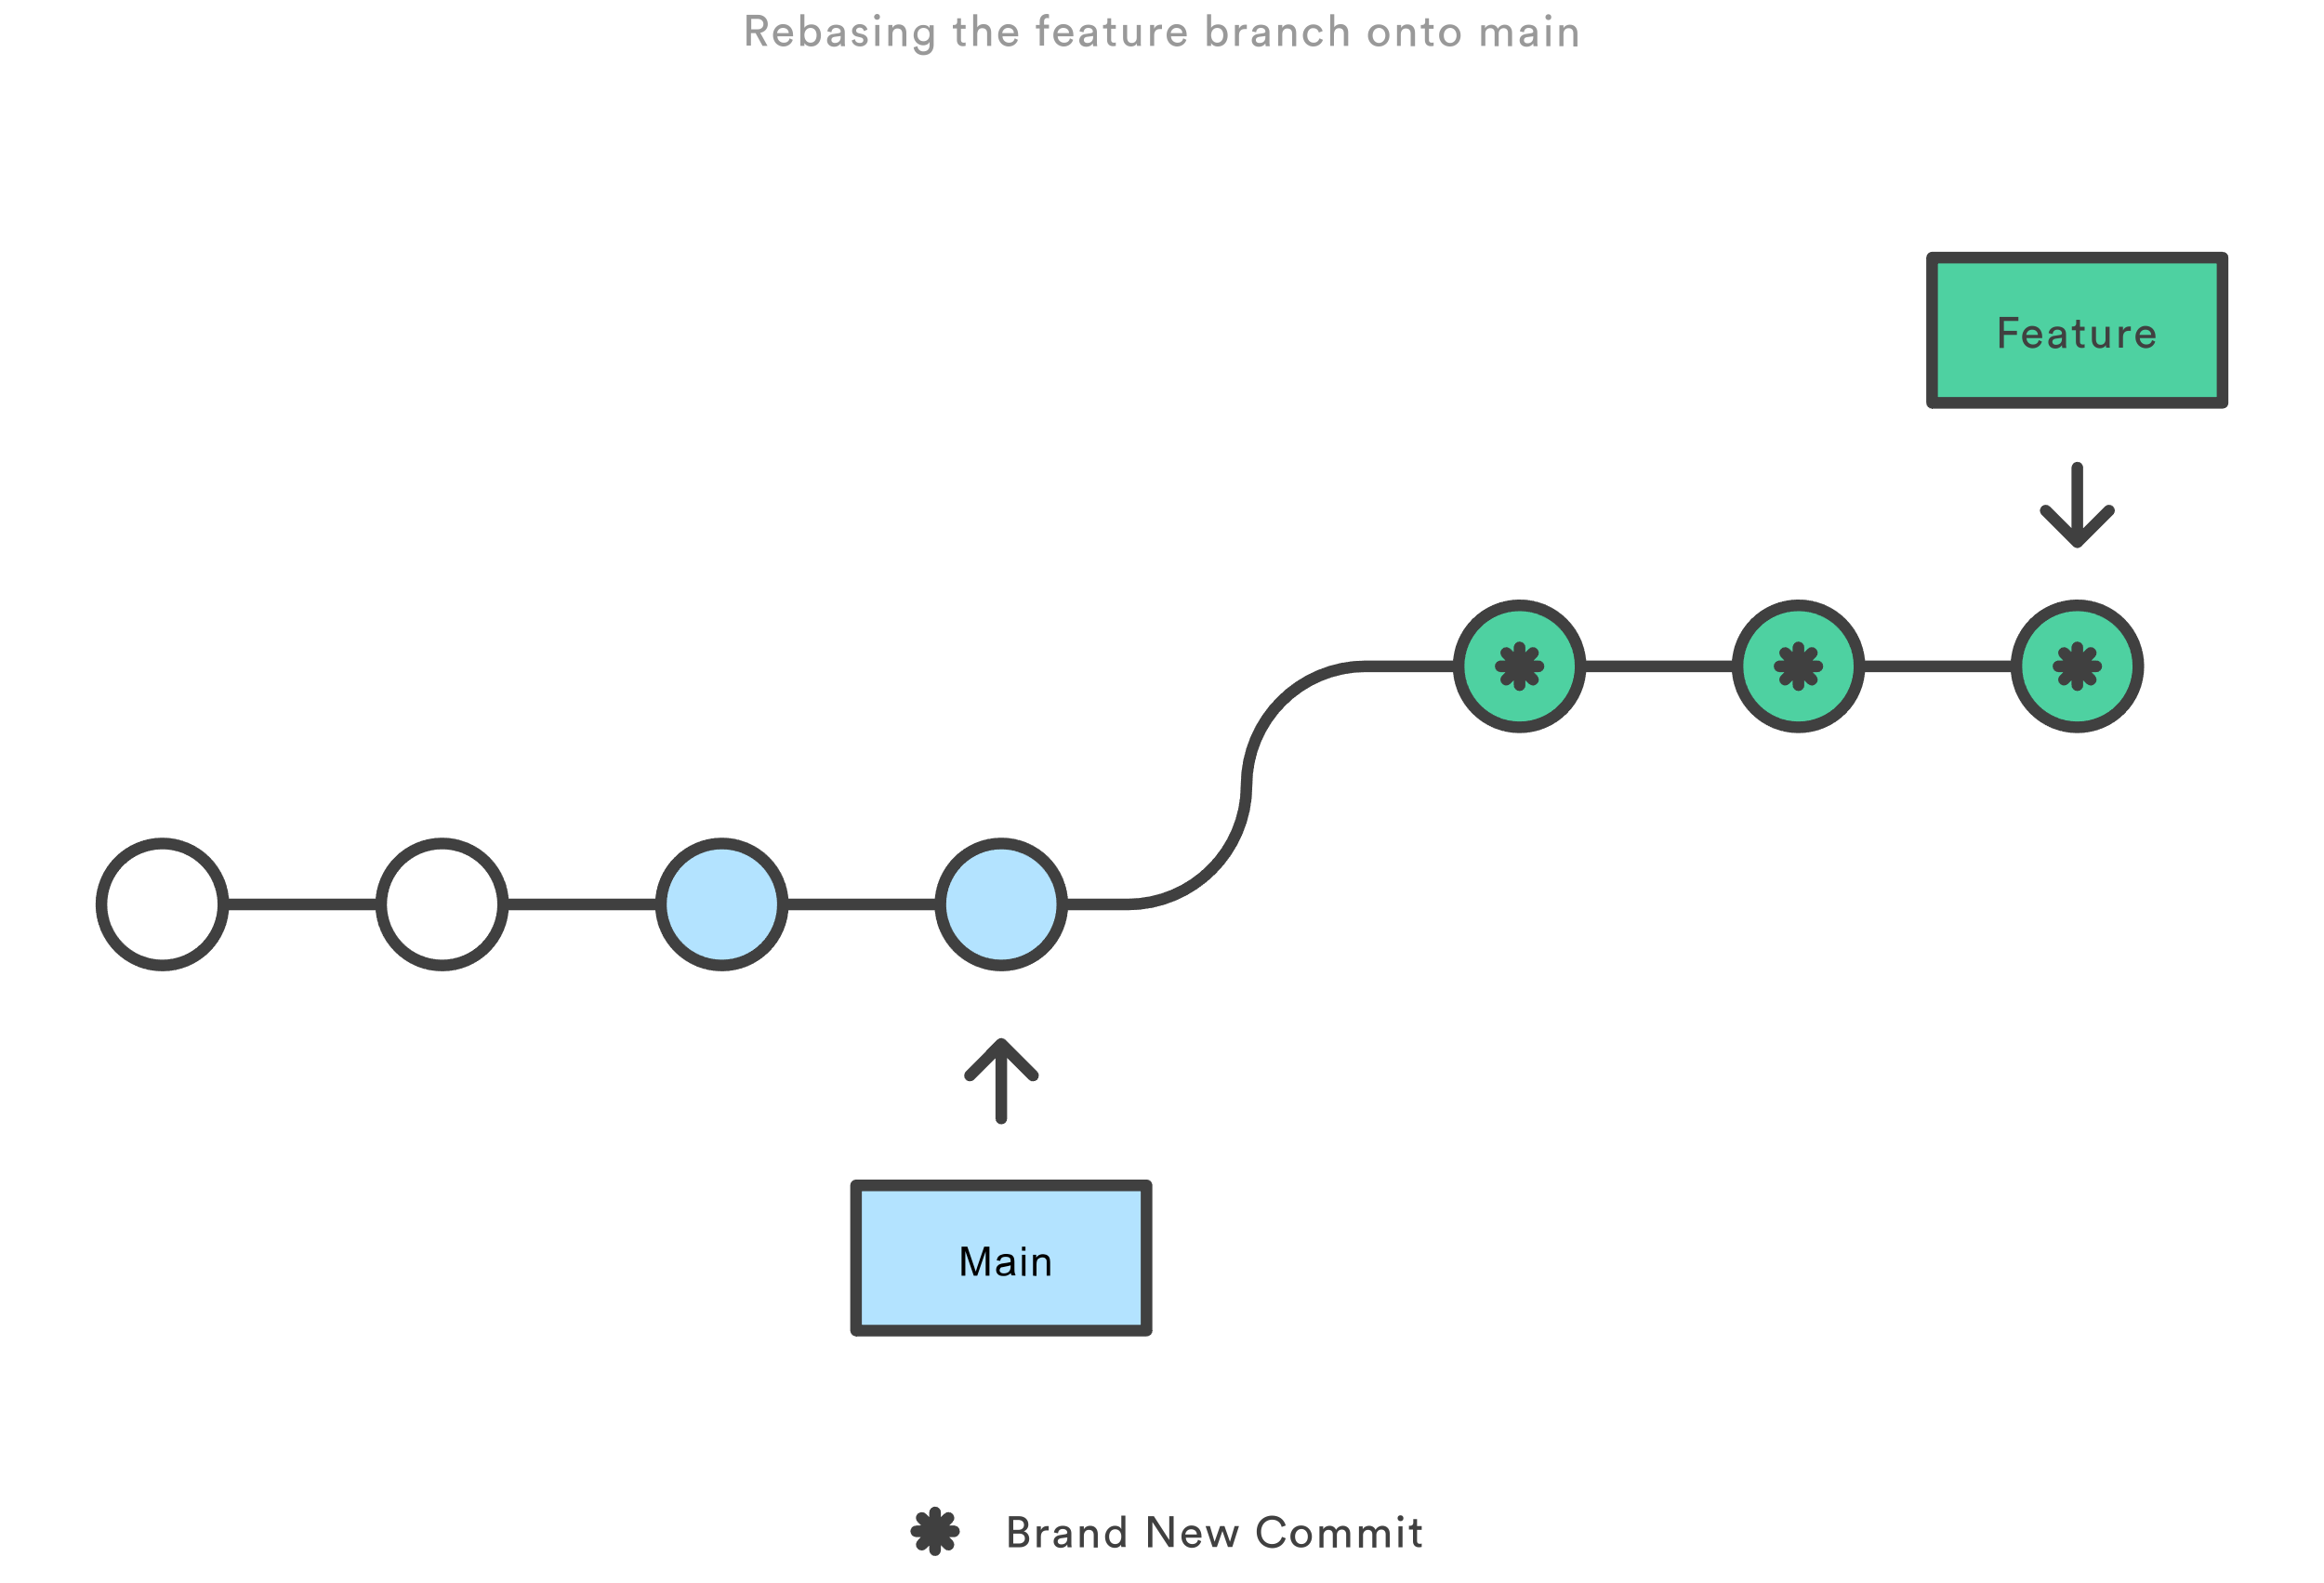 Rebasing the feature branch onto main
Feature
Main
Brand New Commit